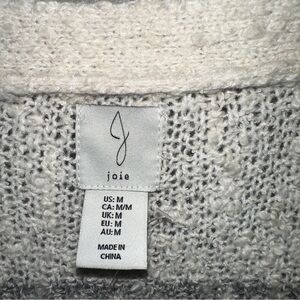 J
joie
US: M
CA: M/M
UK: M
EU: M
AU: M
MADE IN
CHINA